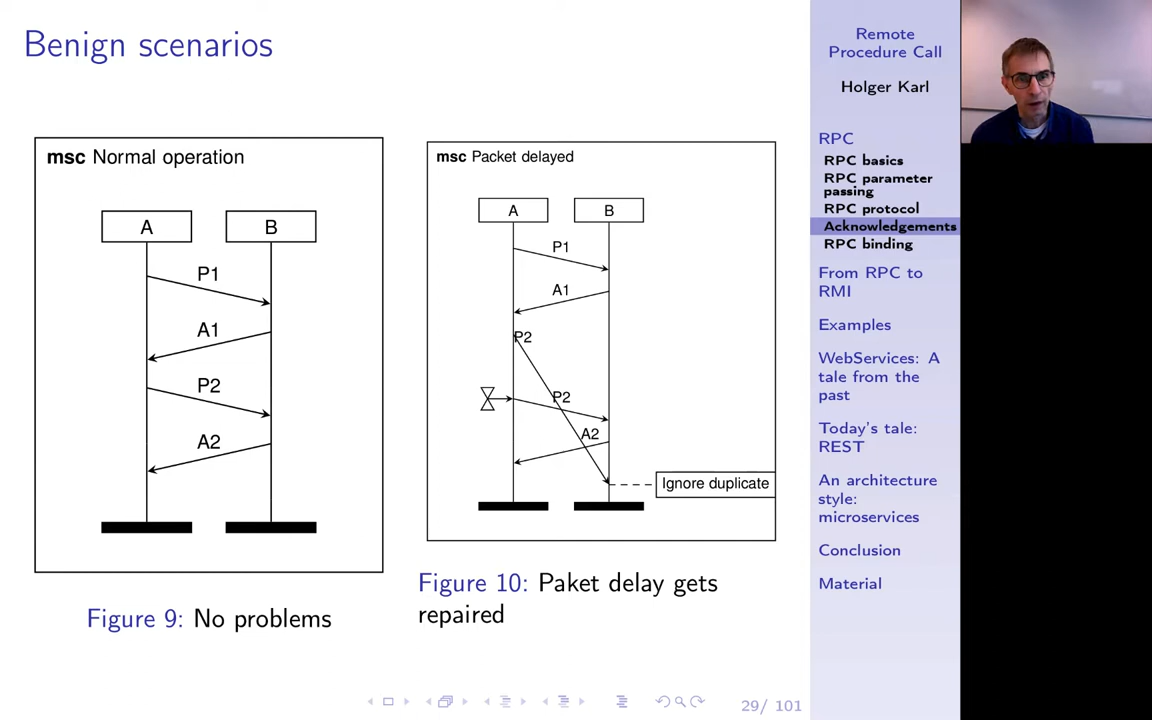 Benign scenarios
msc Normal operation
A
B
P1
A1
P2
A2
Figure 9: No problems
msc Packet delayed
A
B
P1
A1
P2
P2
A2
Ignore duplicate
Figure 10: Paket delay gets
repaired
Remote
Procedure Call
Holger Karl
RPC
RPC basics
RPC parameter
passing
RPC protocol
Acknowledgements
RPC binding
From RPC to
RMI
Examples
WebServices: A
tale from the
past
Today's tale:
REST
An architecture
style:
microservices
Conclusion
Material
29/ 101